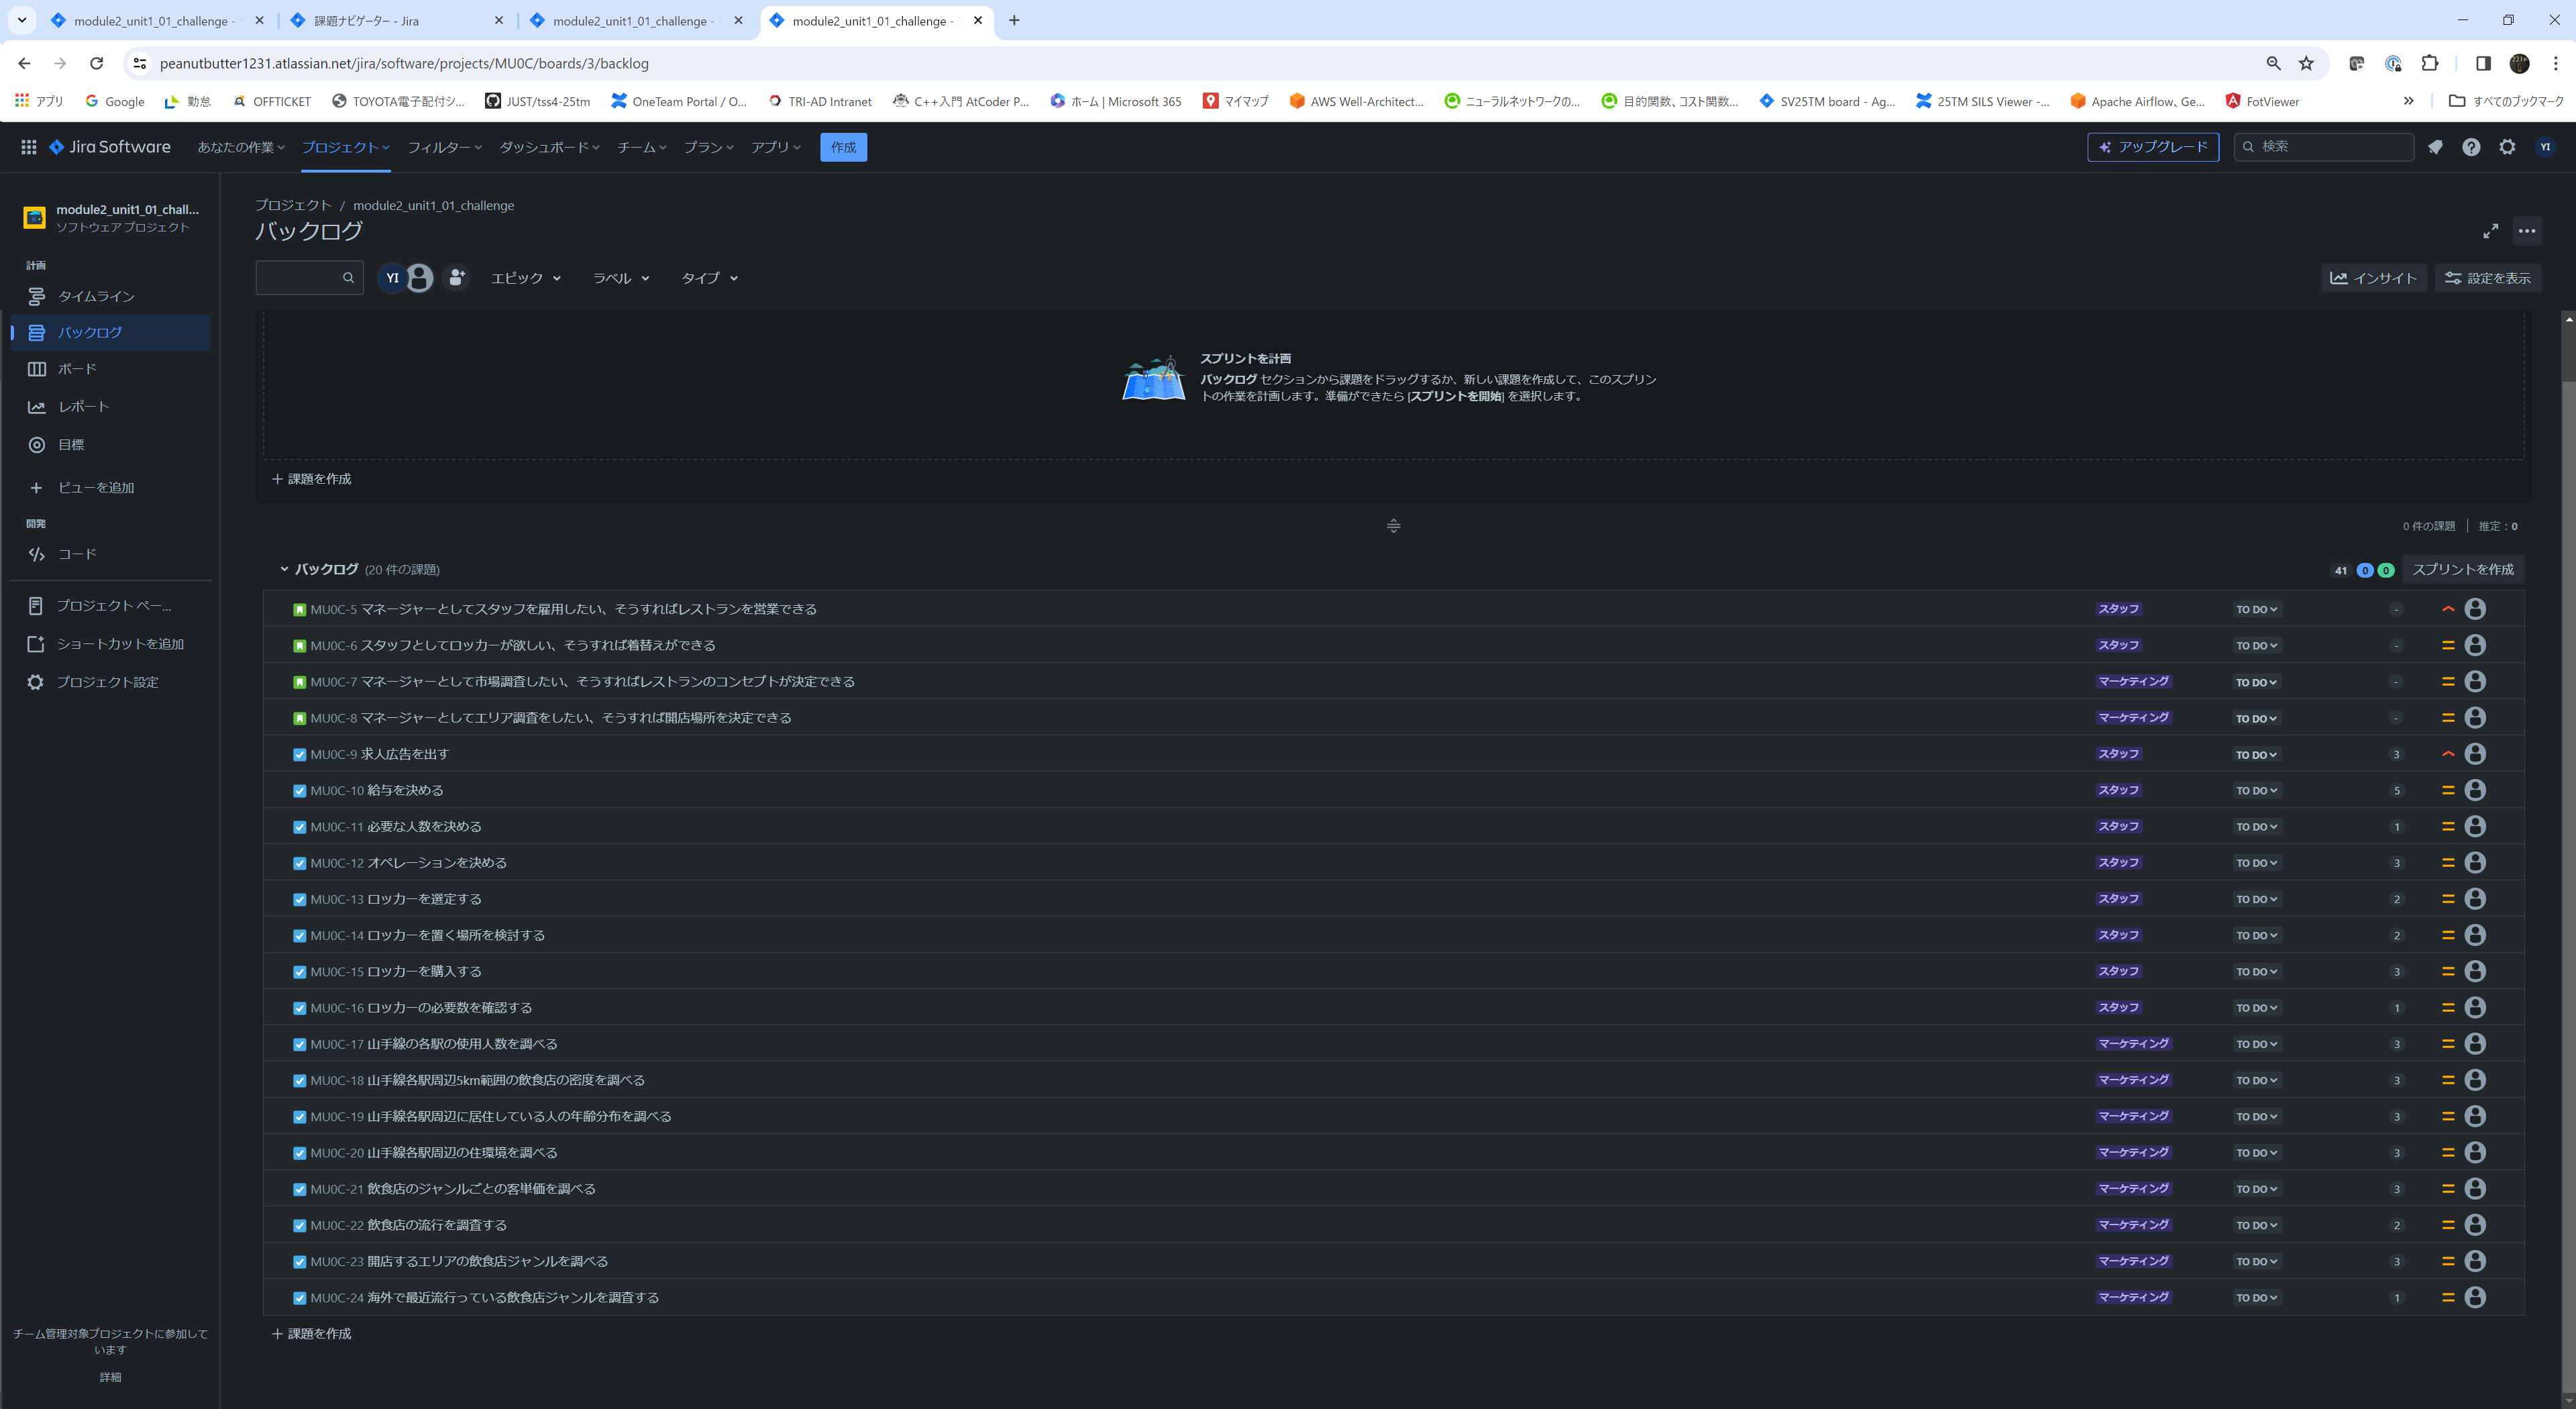 module2_unit1_01_challenge -
課題ナビゲーター - Jira
module2_unit1_01_challenge -
module2_unit1_01_challenge -
peanutbutter1231.atlassian.net/jira/software/projects/MU0C/boards/3/backlog
アプリ
Google
勤怠
OFFTICKET
TOYOTA電子配付シ...
JUST/tss4-25tm
OneTeam Portal / O...
TRI-AD Intranet
C++入門 AtCoder P...
ホーム | Microsoft 365
マイマップ
AWS Well-Architect...
ニューラルネットワークの...
目的関数、コスト関数...
SV25TM board - Ag...
25TM SILS Viewer -...
Apache Airflow、Ge...
FotViewer
すべてのブックマーク
Jira Software
あなたの作業
プロジェクト
フィルター
ダッシュボード
チーム
プラン
アプリ
作成
アップグレード
検索
YI
module2_unit1_01_chall...
ソフトウェア プロジェクト
計画
タイムライン
バックログ
ボード
レポート
目標
ビューを追加
開発
コード
プロジェクト ペー...
ショートカットを追加
プロジェクト設定
チーム管理対象プロジェクトに参加して
います
詳細
プロジェクト / module2_unit1_01_challenge
バックログ
YI
エピック
ラベル
タイプ
インサイト
設定を表示
スプリントを計画
バックログ セクションから課題をドラッグするか、新しい課題を作成して、このスプリン
トの作業を計画します。準備ができたら [スプリントを開始] を選択します。
+ 課題を作成
0 件の課題 | 推定：0
バックログ (20 件の課題) 41 0 0 スプリントを作成
MU0C-5 マネージャーとしてスタッフを雇用したい、そうすればレストランを営業できる スタッフ TO DO -
MU0C-6 スタッフとしてロッカーが欲しい、そうすれば着替えができる スタッフ TO DO -
MU0C-7 マネージャーとして市場調査したい、そうすればレストランのコンセプトが決定できる マーケティング TO DO -
MU0C-8 マネージャーとしてエリア調査をしたい、そうすれば開店場所を決定できる マーケティング TO DO -
MU0C-9 求人広告を出す スタッフ TO DO 3
MU0C-10 給与を決める スタッフ TO DO 5
MU0C-11 必要な人数を決める スタッフ TO DO 1
MU0C-12 オペレーションを決める スタッフ TO DO 3
MU0C-13 ロッカーを選定する スタッフ TO DO 2
MU0C-14 ロッカーを置く場所を検討する スタッフ TO DO 2
MU0C-15 ロッカーを購入する スタッフ TO DO 3
MU0C-16 ロッカーの必要数を確認する スタッフ TO DO 1
MU0C-17 山手線の各駅の使用人数を調べる マーケティング TO DO 3
MU0C-18 山手線各駅周辺5km範囲の飲食店の密度を調べる マーケティング TO DO 3
MU0C-19 山手線各駅周辺に居住している人の年齢分布を調べる マーケティング TO DO 3
MU0C-20 山手線各駅周辺の住環境を調べる マーケティング TO DO 3
MU0C-21 飲食店のジャンルごとの客単価を調べる マーケティング TO DO 3
MU0C-22 飲食店の流行を調査する マーケティング TO DO 2
MU0C-23 開店するエリアの飲食店ジャンルを調べる マーケティング TO DO 3
MU0C-24 海外で最近流行っている飲食店ジャンルを調査する マーケティング TO DO 1
+ 課題を作成